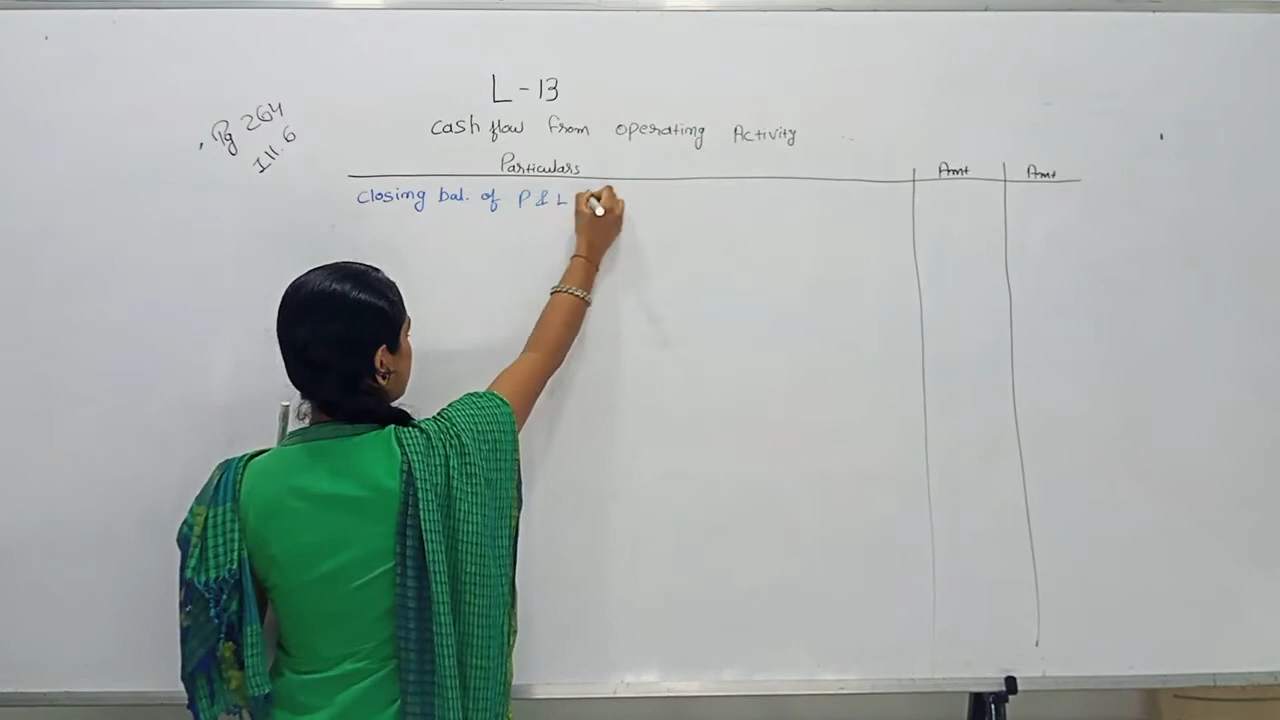 L - 13
Pg 264
Ill. 6
Cash flow from operating Activity
Particulars Amt Amt
Closing bal. of P & L